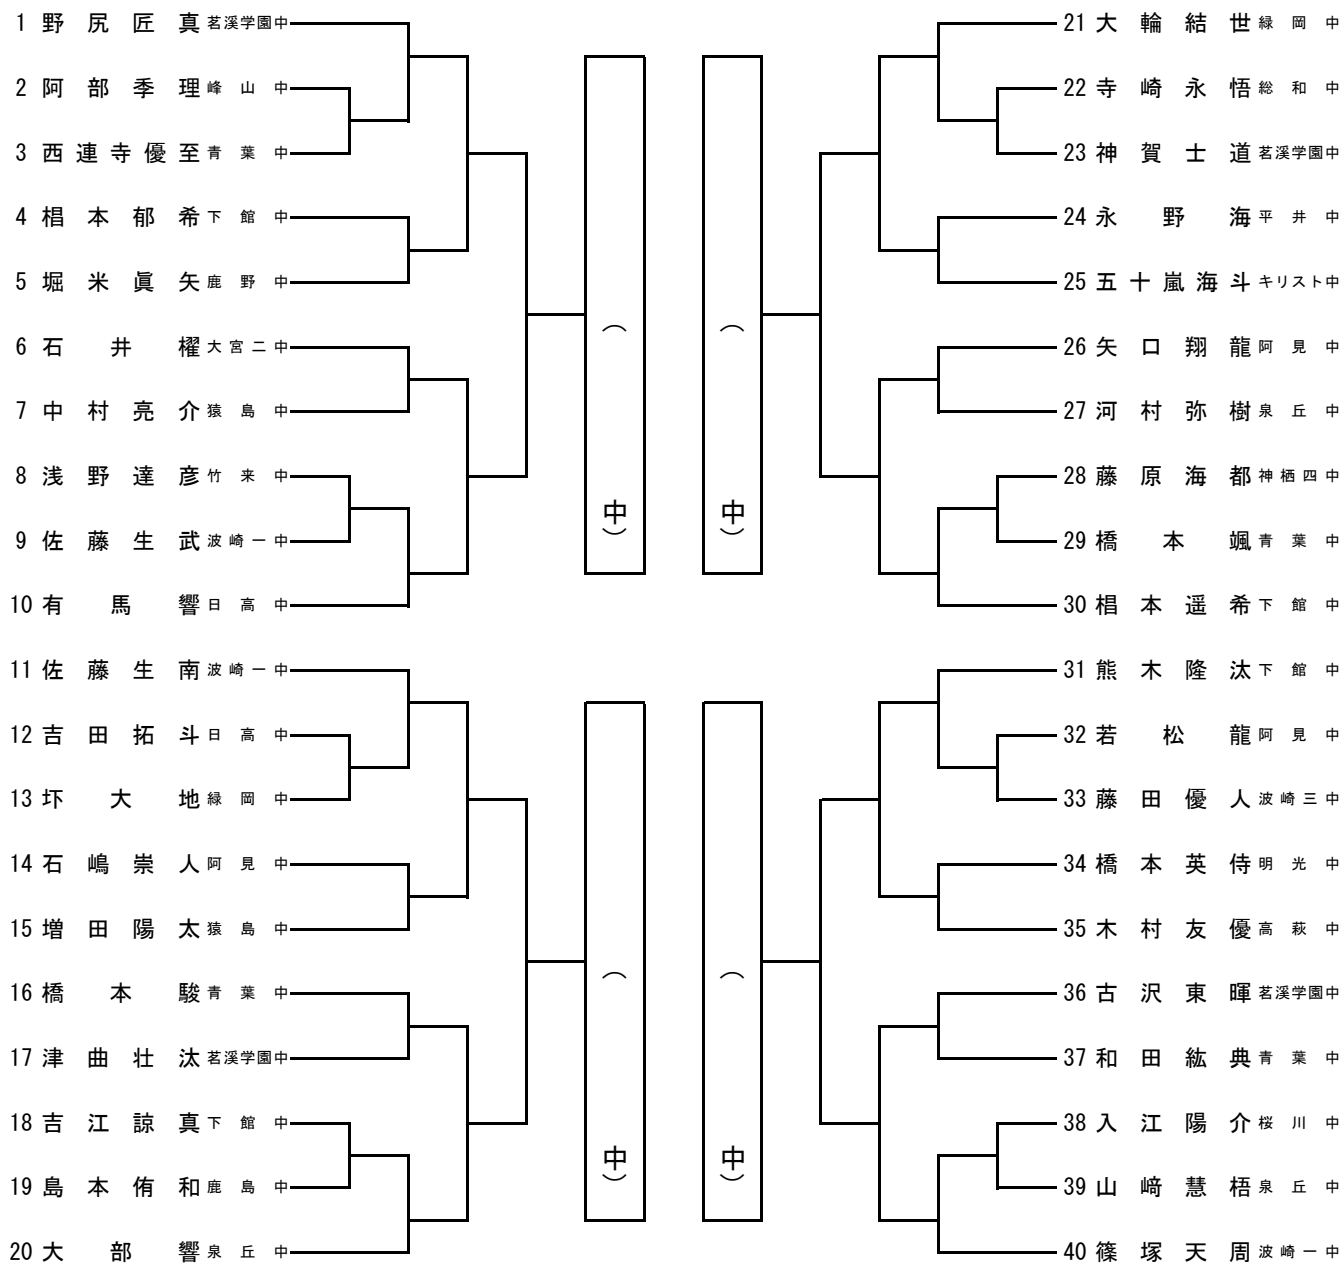 1 野尻匠真 茗溪学園中
2 阿部季理 峰山中
3 西連寺優至 青葉中
4 椙本郁希 下館中
5 堀米眞矢 鹿野中
6 石井櫂 大宮二中
7 中村亮介 猿島中
8 浅野達彦 竹来中
9 佐藤生武 波崎一中
10 有馬響 日高中
11 佐藤生南 波崎一中
12 吉田拓斗 日高中
13 圷大地 緑岡中
14 石嶋崇人 阿見中
15 増田陽太 猿島中
16 橋本駿 青葉中
17 津曲壮汰 茗溪学園中
18 吉江諒真 下館中
19 島本侑和 鹿島中
20 大部響 泉丘中
(中)
(中)
(中)
(中)
21 大輪結世 緑岡中
22 寺崎永悟 総和中
23 神賀士道 茗溪学園中
24 永野海 平井中
25 五十嵐海斗 キリスト中
26 矢口翔龍 阿見中
27 河村弥樹 泉丘中
28 藤原海都 神栖四中
29 橋本颯 青葉中
30 椙本遥希 下館中
31 熊木隆汰 下館中
32 若松龍 阿見中
33 藤田優人 波崎三中
34 橋本英侍 明光中
35 木村友優 高萩中
36 古沢東暉 茗溪学園中
37 和田紘典 青葉中
38 入江陽介 桜川中
39 山﨑慧梧 泉丘中
40 篠塚天周 波崎一中